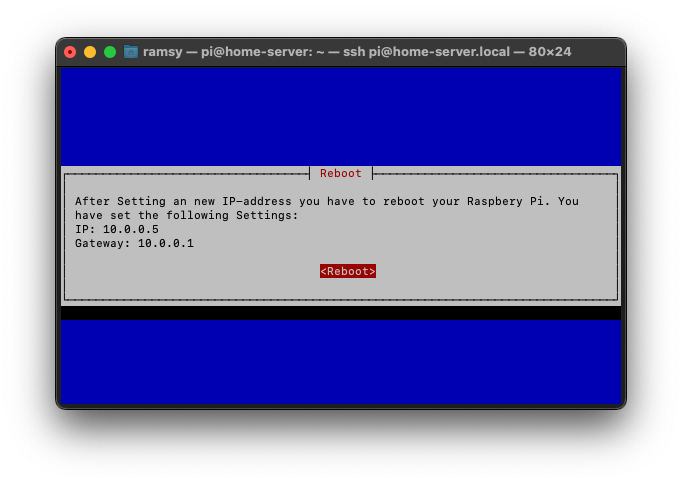 ramsy — pi@home-server: ~ — ssh pi@home-server.local — 80×24
Reboot
After Setting an new IP-address you have to reboot your Raspbery Pi. You
have set the following Settings:
IP: 10.0.0.5
Gateway: 10.0.0.1
<Reboot>